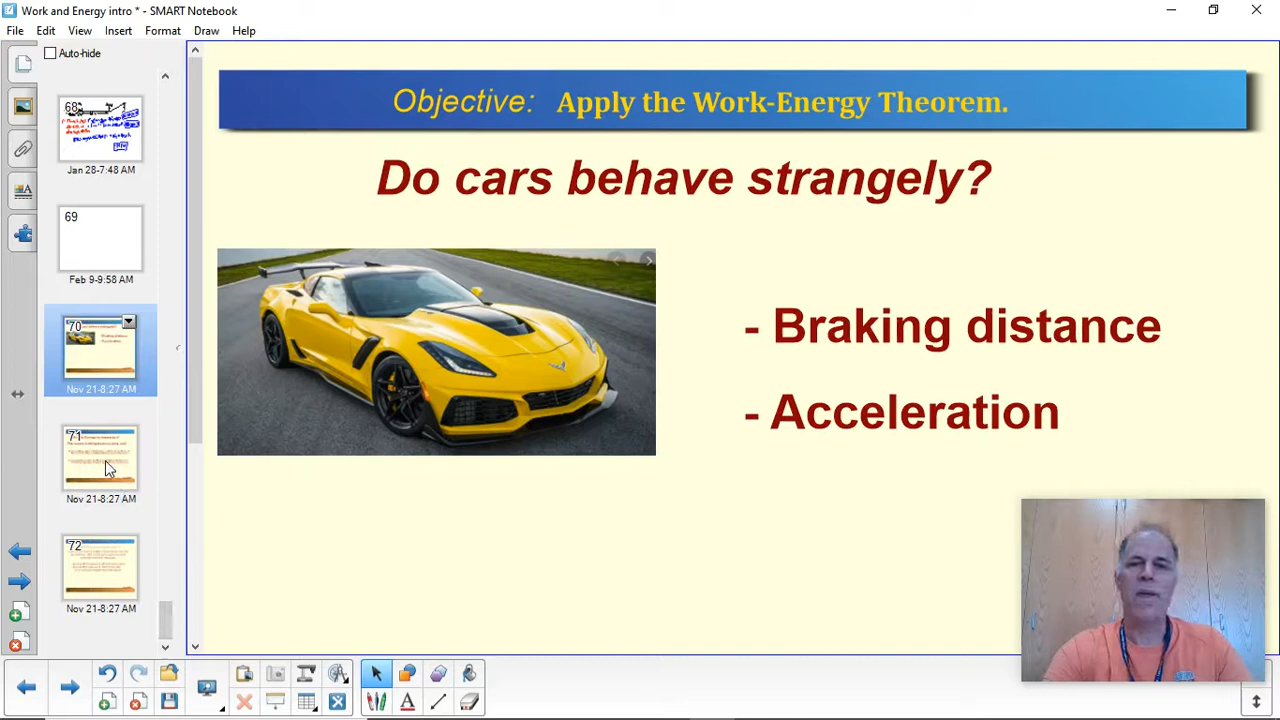 Work and Energy intro * - SMART Notebook
File Edit View Insert Format Draw Help
Auto-hide
68
Jan 28-7:48 AM
69
Feb 9-9:58 AM
70
Nov 21-8:27 AM
71
Nov 21-8:27 AM
72
Nov 21-8:27 AM
Objective: Apply the Work-Energy Theorem.
Do cars behave strangely?
- Braking distance
- Acceleration